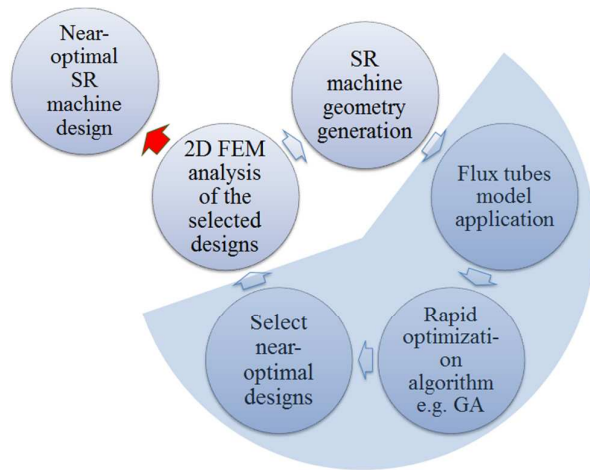 Near-
optimal
SR
machine
design
SR
machine
geometry
generation
2D FEM
analysis
of the
selected
designs
Flux tubes
model
application
Select
near-
optimal
designs
Rapid
optimizati-
on
algorithm
e.g. GA